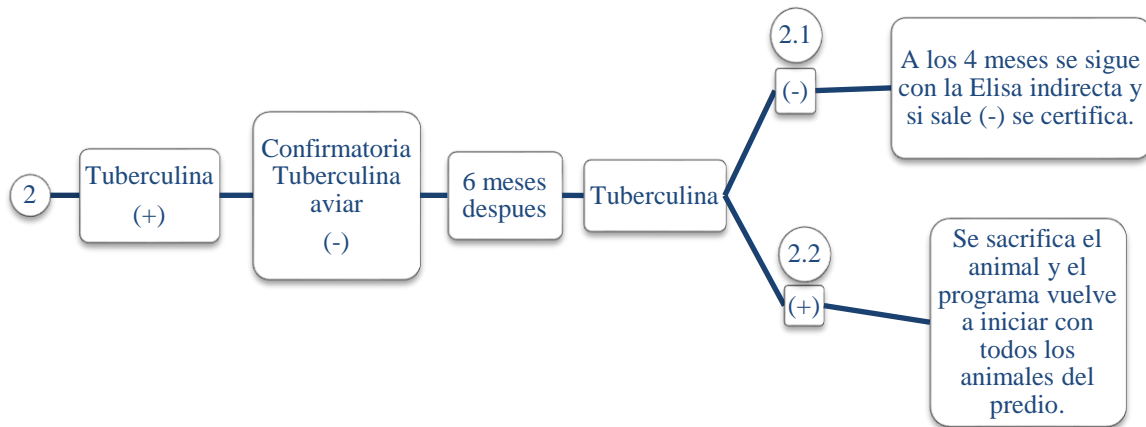 2
Tuberculina
(+)
Confirmatoria
Tuberculina
aviar
(-)
6 meses
despues
Tuberculina
2.1
(-)
A los 4 meses se sigue
con la Elisa indirecta y
si sale (-) se certifica.
2.2
(+)
Se sacrifica el
animal y el
programa vuelve
a iniciar con
todos los
animales del
predio.